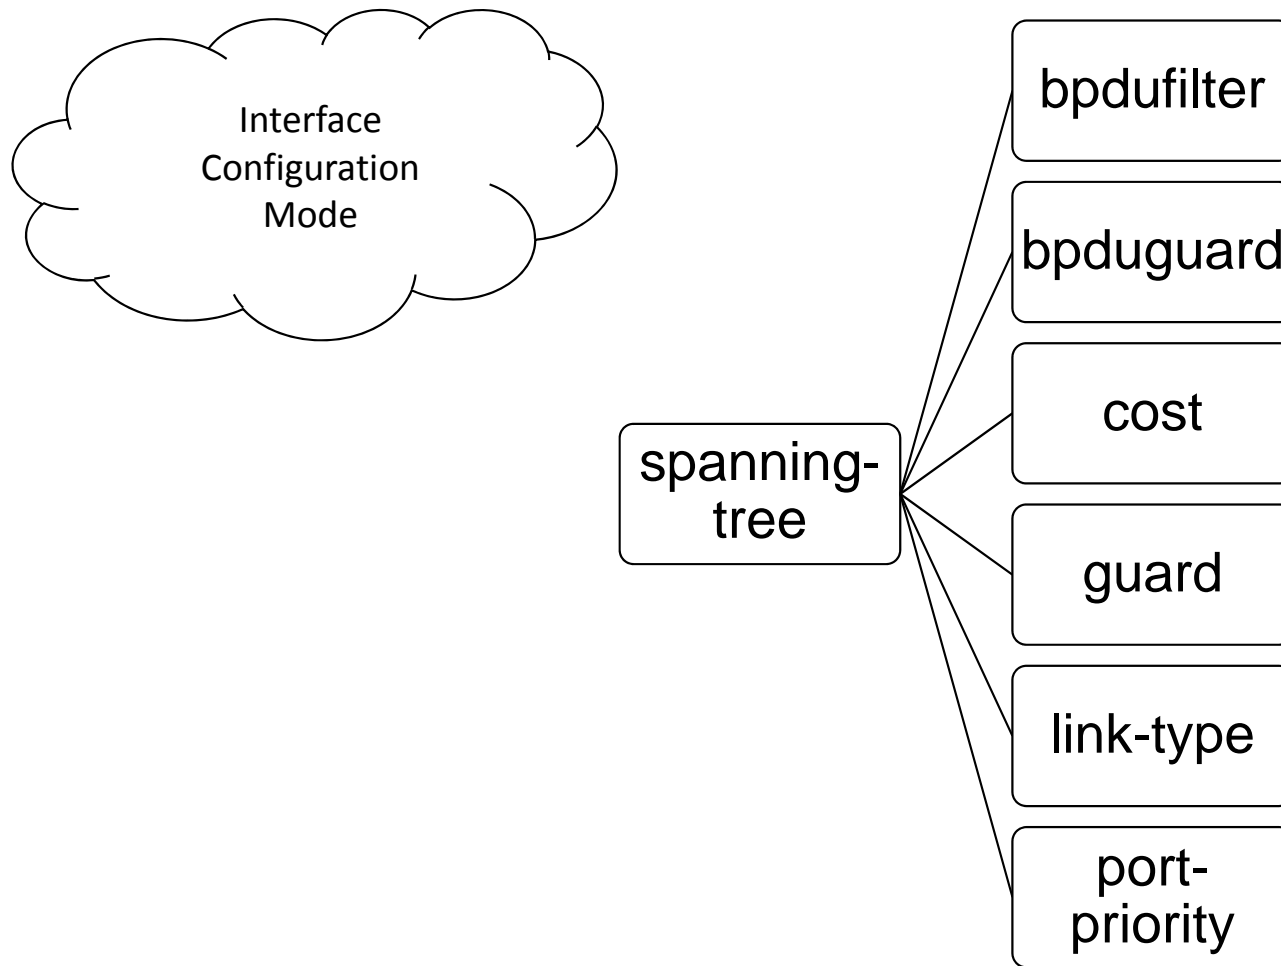 Interface
Configuration
Mode
spanning-
tree
bpdufilter
bpduguard
cost
guard
link-type
port-
priority